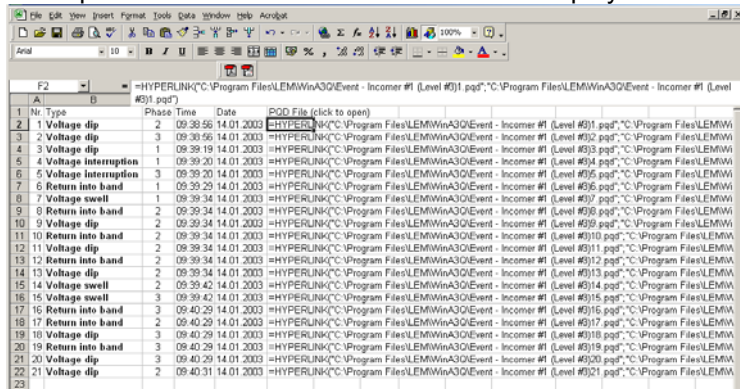 File Edit View Insert Format Tools Data Window Help Acrobat
100%
Arial 10 B I U
F2 = =HYPERLINK("C:\Program Files\LEM\WinA3Q\Event - Incomer #1 (Level #3)1.pqd";"C:\Program Files\LEM\WinA3Q\Event - Incomer #1 (Level
#3)1.pqd")
A B
1 Nr. Type Phase Time Date PQD File (click to open)
2 1 Voltage dip 2 09:38:56 14.01.2003 =HYPERLINK("C:\Program Files\LEM\WinA3Q\Event - Incomer #1 (Level #3)1.pqd";"C:\Program Files\LEM\Wi
3 2 Voltage dip 3 09:38:56 14.01.2003 =HYPERLINK("C:\Program Files\LEM\WinA3Q\Event - Incomer #1 (Level #3)2.pqd";"C:\Program Files\LEM\Wi
4 3 Voltage dip 1 09:39:19 14.01.2003 =HYPERLINK("C:\Program Files\LEM\WinA3Q\Event - Incomer #1 (Level #3)3.pqd";"C:\Program Files\LEM\Wi
5 4 Voltage interruption 1 09:39:20 14.01.2003 =HYPERLINK("C:\Program Files\LEM\WinA3Q\Event - Incomer #1 (Level #3)4.pqd";"C:\Program Files\LEM\Wi
6 5 Voltage interruption 3 09:39:20 14.01.2003 =HYPERLINK("C:\Program Files\LEM\WinA3Q\Event - Incomer #1 (Level #3)5.pqd";"C:\Program Files\LEM\Wi
7 6 Return into band 1 09:39:29 14.01.2003 =HYPERLINK("C:\Program Files\LEM\WinA3Q\Event - Incomer #1 (Level #3)6.pqd";"C:\Program Files\LEM\Wi
8 7 Voltage swell 1 09:39:34 14.01.2003 =HYPERLINK("C:\Program Files\LEM\WinA3Q\Event - Incomer #1 (Level #3)7.pqd";"C:\Program Files\LEM\Wi
9 8 Return into band 2 09:39:34 14.01.2003 =HYPERLINK("C:\Program Files\LEM\WinA3Q\Event - Incomer #1 (Level #3)8.pqd";"C:\Program Files\LEM\Wi
10 9 Voltage dip 2 09:39:34 14.01.2003 =HYPERLINK("C:\Program Files\LEM\WinA3Q\Event - Incomer #1 (Level #3)9.pqd";"C:\Program Files\LEM\Wi
11 10 Return into band 2 09:39:34 14.01.2003 =HYPERLINK("C:\Program Files\LEM\WinA3Q\Event - Incomer #1 (Level #3)10.pqd";"C:\Program Files\LEM\W
12 11 Voltage dip 2 09:39:34 14.01.2003 =HYPERLINK("C:\Program Files\LEM\WinA3Q\Event - Incomer #1 (Level #3)11.pqd";"C:\Program Files\LEM\W
13 12 Return into band 2 09:39:34 14.01.2003 =HYPERLINK("C:\Program Files\LEM\WinA3Q\Event - Incomer #1 (Level #3)12.pqd";"C:\Program Files\LEM\W
14 13 Voltage dip 2 09:39:34 14.01.2003 =HYPERLINK("C:\Program Files\LEM\WinA3Q\Event - Incomer #1 (Level #3)13.pqd";"C:\Program Files\LEM\W
15 14 Voltage swell 2 09:39:42 14.01.2003 =HYPERLINK("C:\Program Files\LEM\WinA3Q\Event - Incomer #1 (Level #3)14.pqd";"C:\Program Files\LEM\W
16 15 Voltage swell 3 09:39:42 14.01.2003 =HYPERLINK("C:\Program Files\LEM\WinA3Q\Event - Incomer #1 (Level #3)15.pqd";"C:\Program Files\LEM\W
17 16 Return into band 3 09:40:29 14.01.2003 =HYPERLINK("C:\Program Files\LEM\WinA3Q\Event - Incomer #1 (Level #3)16.pqd";"C:\Program Files\LEM\W
18 17 Return into band 2 09:40:29 14.01.2003 =HYPERLINK("C:\Program Files\LEM\WinA3Q\Event - Incomer #1 (Level #3)17.pqd";"C:\Program Files\LEM\W
19 18 Voltage dip 3 09:40:29 14.01.2003 =HYPERLINK("C:\Program Files\LEM\WinA3Q\Event - Incomer #1 (Level #3)18.pqd";"C:\Program Files\LEM\W
20 19 Return into band 3 09:40:29 14.01.2003 =HYPERLINK("C:\Program Files\LEM\WinA3Q\Event - Incomer #1 (Level #3)19.pqd";"C:\Program Files\LEM\W
21 20 Voltage dip 3 09:40:29 14.01.2003 =HYPERLINK("C:\Program Files\LEM\WinA3Q\Event - Incomer #1 (Level #3)20.pqd";"C:\Program Files\LEM\W
22 21 Voltage dip 2 09:40:31 14.01.2003 =HYPERLINK("C:\Program Files\LEM\WinA3Q\Event - Incomer #1 (Level #3)21.pqd";"C:\Program Files\LEM\W
23